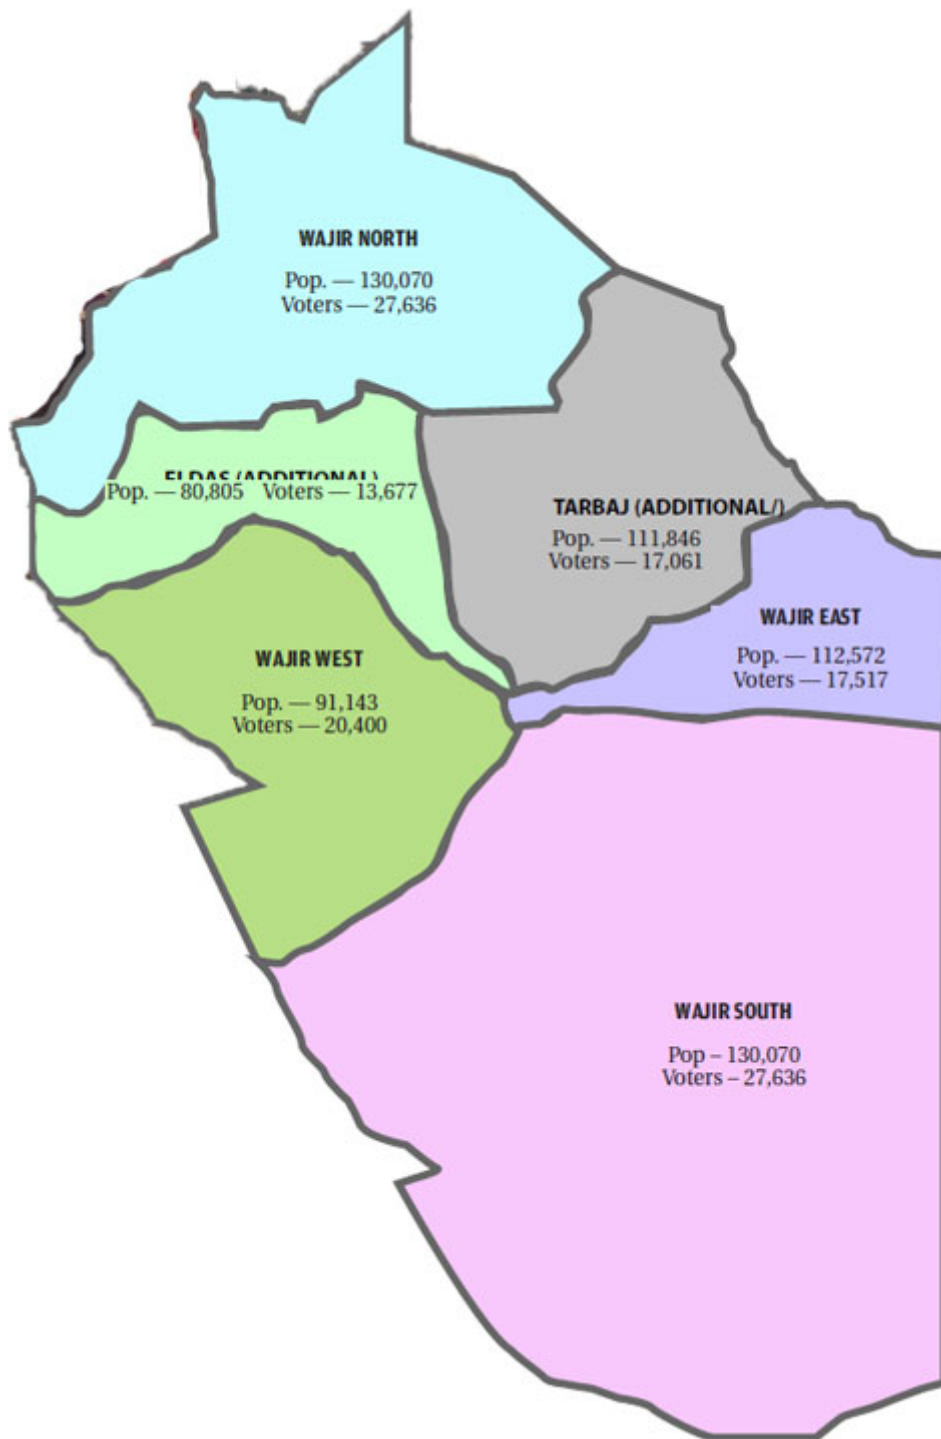 WAJIR NORTH
Pop. — 130,070
Voters — 27,636
ELDAS (ADDITIONAL)
Pop. — 80,805 Voters — 13,677
TARBAJ (ADDITIONAL/)
Pop. — 111,846
Voters — 17,061
WAJIR EAST
Pop. — 112,572
Voters — 17,517
WAJIR WEST
Pop. — 91,143
Voters — 20,400
WAJIR SOUTH
Pop – 130,070
Voters – 27,636